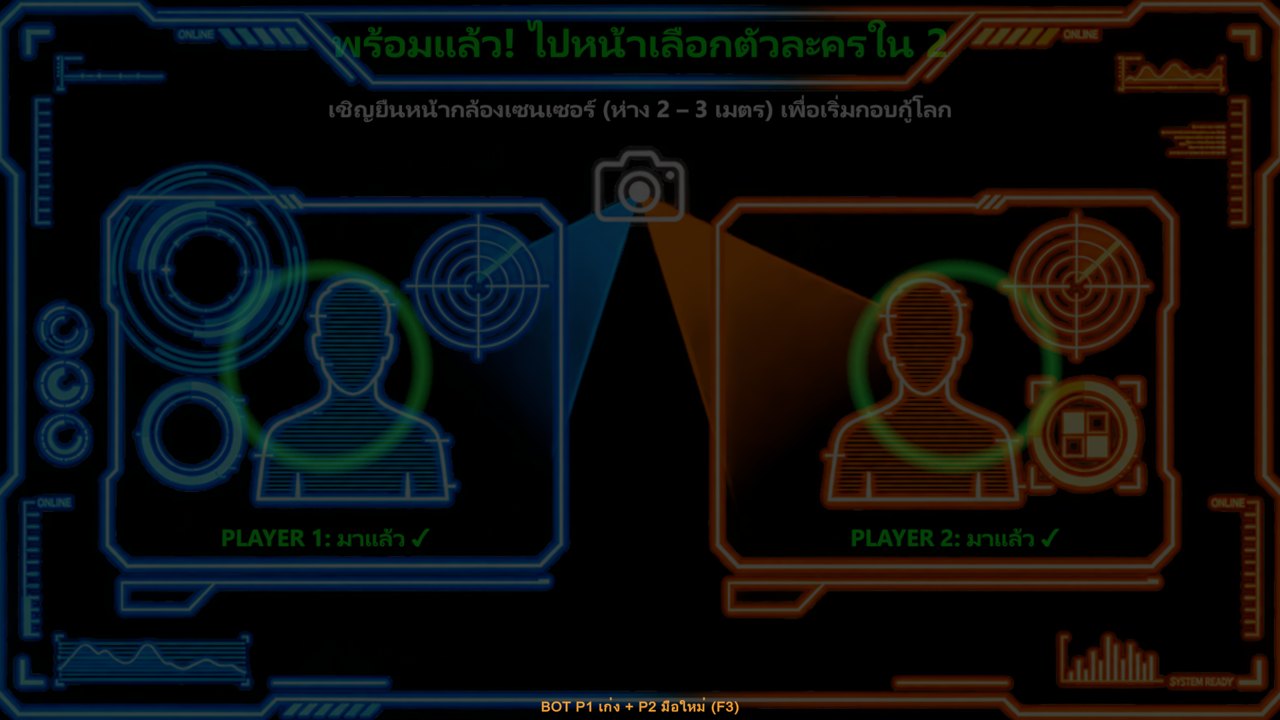 ONLINE
พร้อมแล้ว! ไปหน้าเลือกตัวละครใน 2
ONLINE
เชิญยืนหน้ากล้องเซนเซอร์ (ห่าง 2 – 3 เมตร) เพื่อเริ่มกอบกู้โลก
ONLINE
ONLINE
PLAYER 1: มาแล้ว ✓
PLAYER 2: มาแล้ว ✓
SYSTEM READY
BOT P1 เก่ง + P2 มือใหม่ (F3)